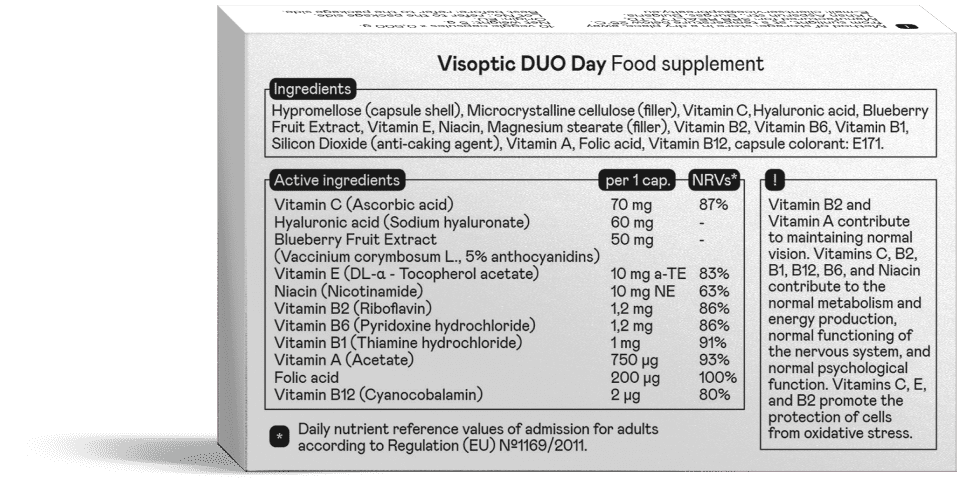 Visoptic DUO Day Food supplement
Ingredients
Hypromellose (capsule shell), Microcrystalline cellulose (filler), Vitamin C, Hyaluronic acid, Blueberry
Fruit Extract, Vitamin E, Niacin, Magnesium stearate (filler), Vitamin B2, Vitamin B6, Vitamin B1,
Silicon Dioxide (anti-caking agent), Vitamin A, Folic acid, Vitamin B12, capsule colorant: E171.
Active ingredients per 1 cap. NRVs*
Vitamin C (Ascorbic acid) 70 mg 87%
Hyaluronic acid (Sodium hyaluronate) 60 mg -
Blueberry Fruit Extract 50 mg -
(Vaccinium corymbosum L., 5% anthocyanidins)
Vitamin E (DL-α - Tocopherol acetate) 10 mg a-TE 83%
Niacin (Nicotinamide) 10 mg NE 63%
Vitamin B2 (Riboflavin) 1,2 mg 86%
Vitamin B6 (Pyridoxine hydrochloride) 1,2 mg 86%
Vitamin B1 (Thiamine hydrochloride) 1 mg 91%
Vitamin A (Acetate) 750 µg 93%
Folic acid 200 µg 100%
Vitamin B12 (Cyanocobalamin) 2 µg 80%
* Daily nutrient reference values of admission for adults
according to Regulation (EU) №1169/2011.
!
Vitamin B2 and
Vitamin A contribute
to maintaining normal
vision. Vitamins C, B2,
B1, B12, B6, and Niacin
contribute to the
normal metabolism and
energy production,
normal functioning of
the nervous system, and
normal psychological
function. Vitamins C, E,
and B2 promote the
protection of cells
from oxidative stress.